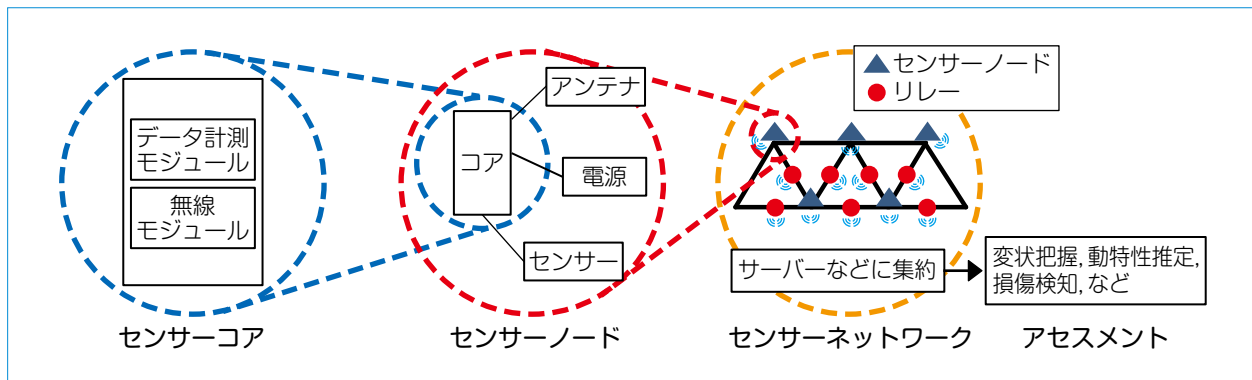 データ計測
モジュール
無線
モジュール
センサーコア
アンテナ
コア
電源
センサー
センサーノード
センサーノード
リレー
サーバーなどに集約
センサーネットワーク
変状把握, 動特性推定,
損傷検知, など
アセスメント